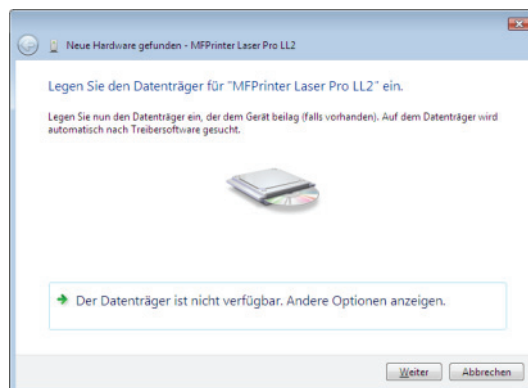 Neue Hardware gefunden - MFPrinter Laser Pro LL2
Legen Sie den Datenträger für "MFPrinter Laser Pro LL2" ein.
Legen Sie nun den Datenträger ein, der dem Gerät beilag (falls vorhanden). Auf dem Datenträger wird
automatisch nach Treibersoftware gesucht.
Der Datenträger ist nicht verfügbar. Andere Optionen anzeigen.
Weiter
Abbrechen